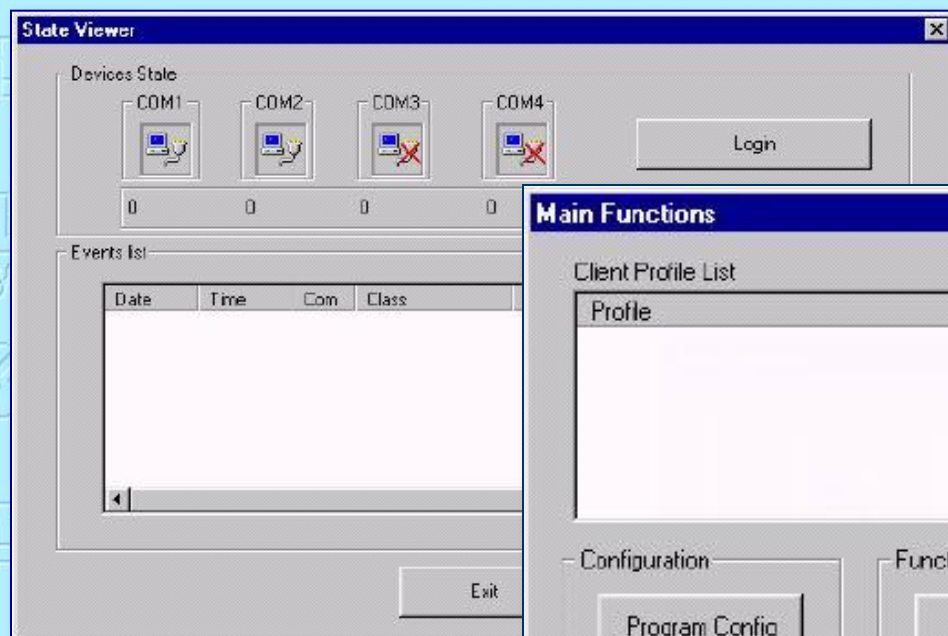 State Viewer
Devices State
COM1 COM2 COM3 COM4
Login
0 0 0 0
Events list
Date Time Com Class
Exit
Main Functions
Client Profile List
Profile
Configuration
Program Config